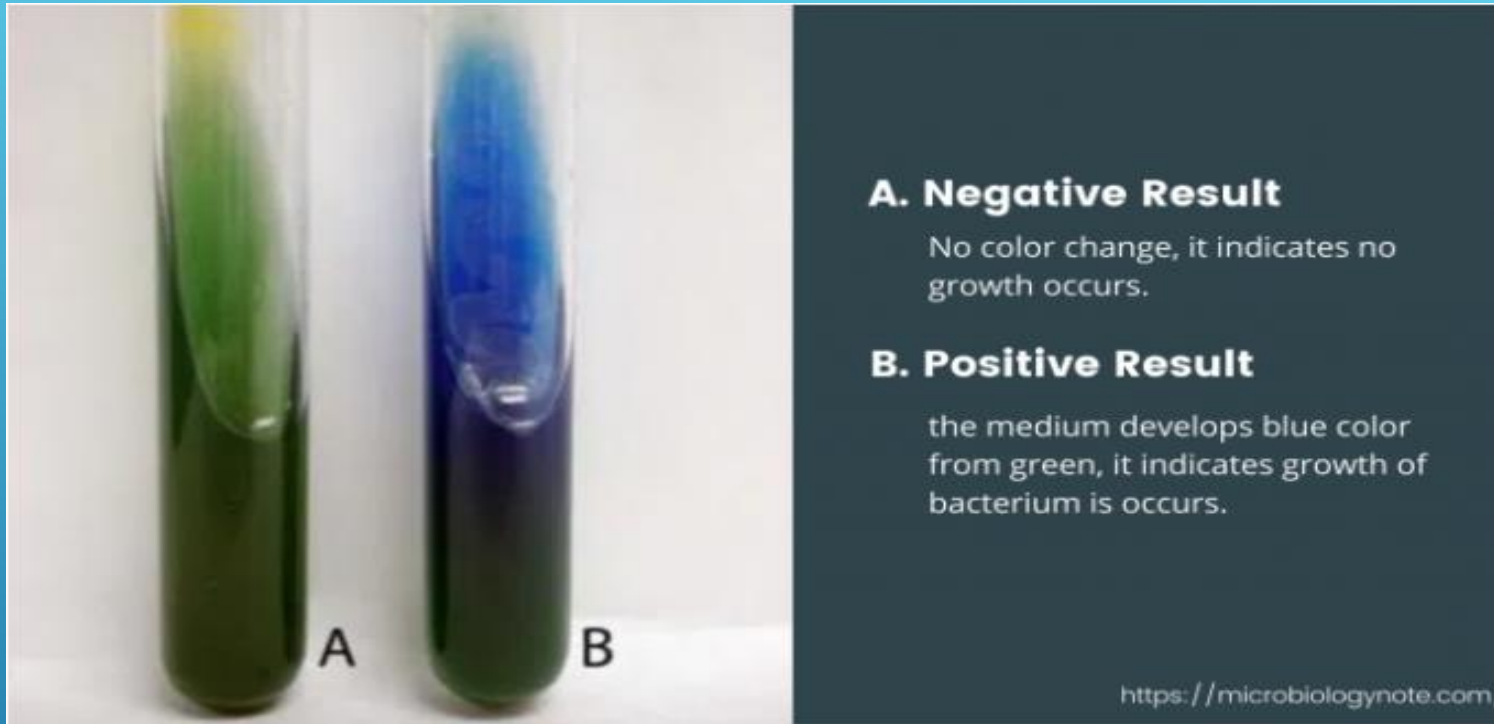 A
B
A. Negative Result
No color change, it indicates no
growth occurs.
B. Positive Result
the medium develops blue color
from green, it indicates growth of
bacterium is occurs.
https://microbiologynote.com